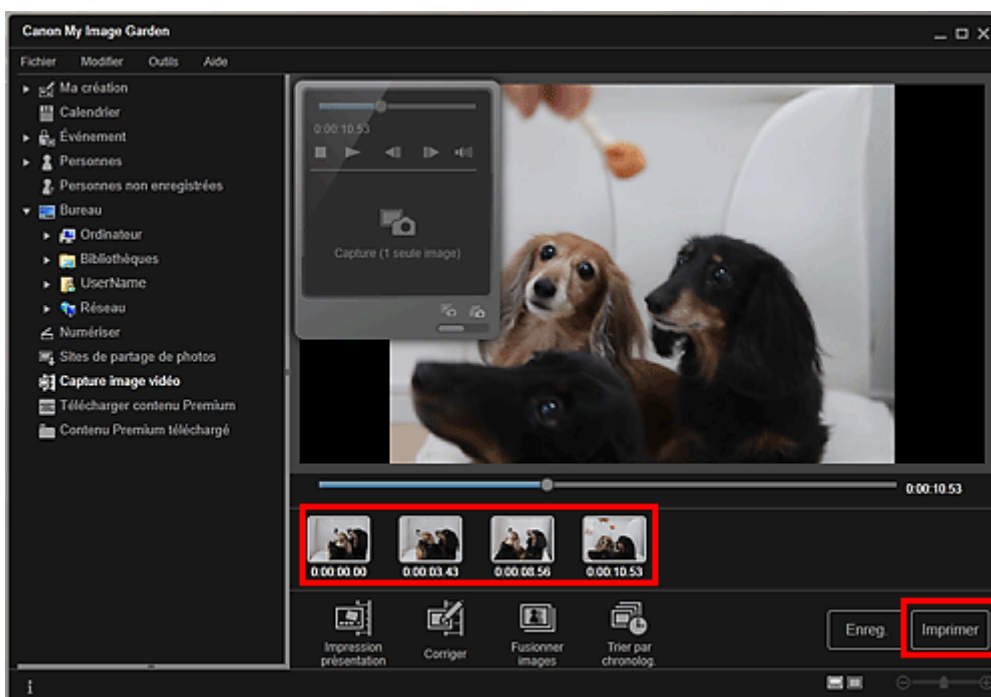 Canon My Image Garden
Fichier Modifier Outils Aide
Ma création
Calendrier
Événement
Personnes
Personnes non enregistrées
Bureau
Ordinateur
Bibliothèques
UserName
Réseau
Numériser
Sites de partage de photos
Capture image vidéo
Télécharger contenu Premium
Contenu Premium téléchargé
0:00:10.53
Capture (1 seule image)
0:00:10.53
0:00:00.00 0:00:03.43 0:00:08.56 0:00:10.53
Impression
présentation
Corriger
Fusionner
images
Trier par
chronolog.
Enreg.
Imprimer